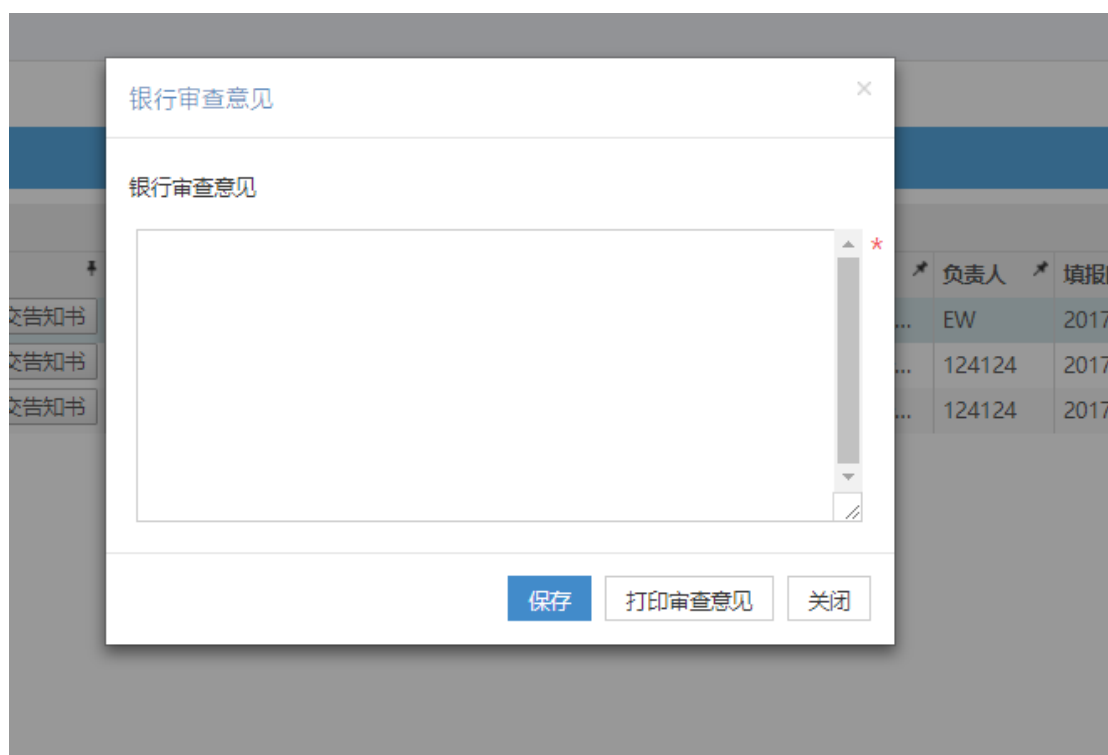 银行审查意见
×
银行审查意见
*
负责人 填报
交告知书 ... EW 2017
交告知书 ... 124124 2017
交告知书 ... 124124 2017
保存 打印审查意见 关闭